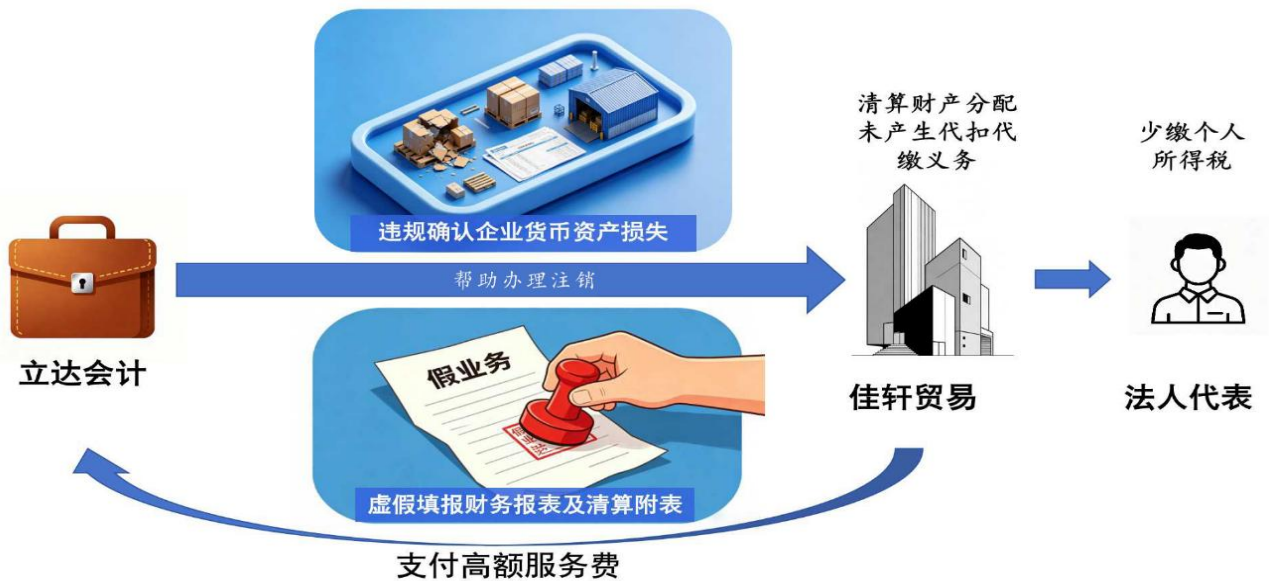 清算财产分配
未产生代扣代
缴义务
少缴个人
所得税
违规确认企业货币资产损失
帮助办理注销
立达会计
假业务
佳轩贸易
法人代表
虚假填报财务报表及清算附表
支付高额服务费